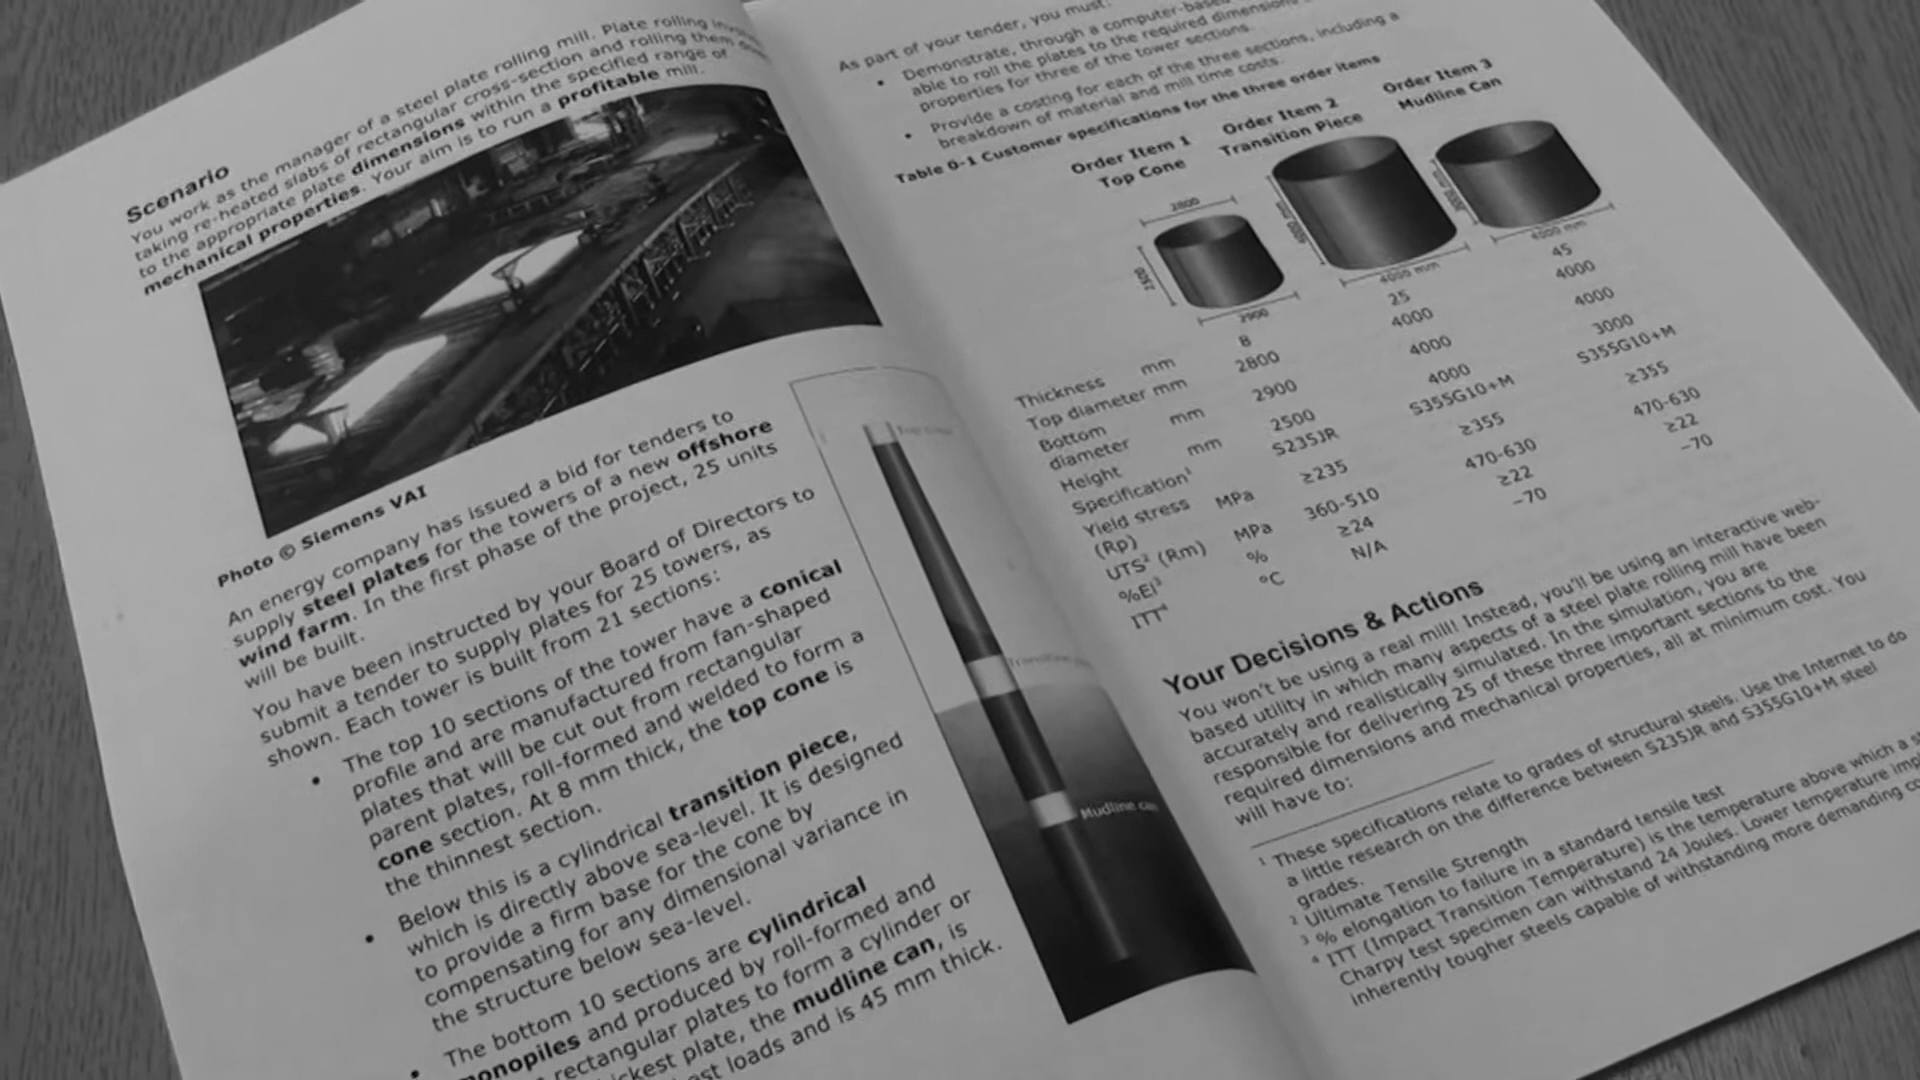 Scenario
You work as the manager of a steel plate rolling mill. Plate rolling
taking re-heated slabs of rectangular cross-section and rolling them
to the appropriate plate dimensions within the specified range of
mechanical properties. Your aim is to run a profitable mill.
Photo © Siemens VAI
An energy company has issued a bid for tenders to
supply steel plates for the towers of a new offshore
wind farm. In the first phase of the project, 25 units
will be built.
You have been instructed by your Board of Directors to
submit a tender to supply plates for 25 towers, as
shown. Each tower is built from 21 sections:
• The top 10 sections of the tower have a conical
profile and are manufactured from fan-shaped
plates that will be cut out from rectangular
parent plates, roll-formed and welded to form a
cone section. At 8 mm thick, the top cone is
the thinnest section.
• Below this is a cylindrical transition piece,
which is directly above sea-level. It is designed
to provide a firm base for the cone by
compensating for any dimensional variance in
the structure below sea-level.
• The bottom 10 sections are cylindrical
monopiles and produced by roll-formed and
rectangular plates to form a cylinder or
plate, the mudline can, is
loads and is 45 mm thick.
Mudline can
As part of your tender, you must:
• Demonstrate, through a computer-based
able to roll the plates to the required dimensions
properties for three of the tower sections.
• Provide a costing for each of the three sections, including a
breakdown of material and mill time costs.
Table 0-1 Customer specifications for the three order items
Order Item 1 Order Item 2 Order Item 3
Top Cone Transition Piece Mudline Can
2800
2500
2900
4000 mm
4000 mm
Thickness mm 8 25 45
Top diameter mm 2800 4000 4000
Bottom diameter mm 2900 4000 4000
Height mm 2500 4000 3000
Specification¹ S235JR S355G10+M S355G10+M
Yield stress (Rp) MPa ≥235 ≥355 ≥355
UTS² (Rm) MPa 360-510 470-630 470-630
%El³ % ≥24 ≥22 ≥22
ITT⁴ °C N/A -70 -70
Your Decisions & Actions
You won't be using a real mill! Instead, you'll be using an interactive web-
based utility in which many aspects of a steel plate rolling mill have been
accurately and realistically simulated. In the simulation, you are
responsible for delivering 25 of these three important sections to the
required dimensions and mechanical properties, all at minimum cost. You
will have to:
¹ These specifications relate to grades of structural steels. Use the Internet to do
a little research on the difference between S235JR and S355G10+M steel
grades.
² Ultimate Tensile Strength
³ % elongation to failure in a standard tensile test
⁴ ITT (Impact Transition Temperature) is the temperature above which a
Charpy test specimen can withstand 24 Joules. Lower temperature
inherently tougher steels capable of withstanding more demanding